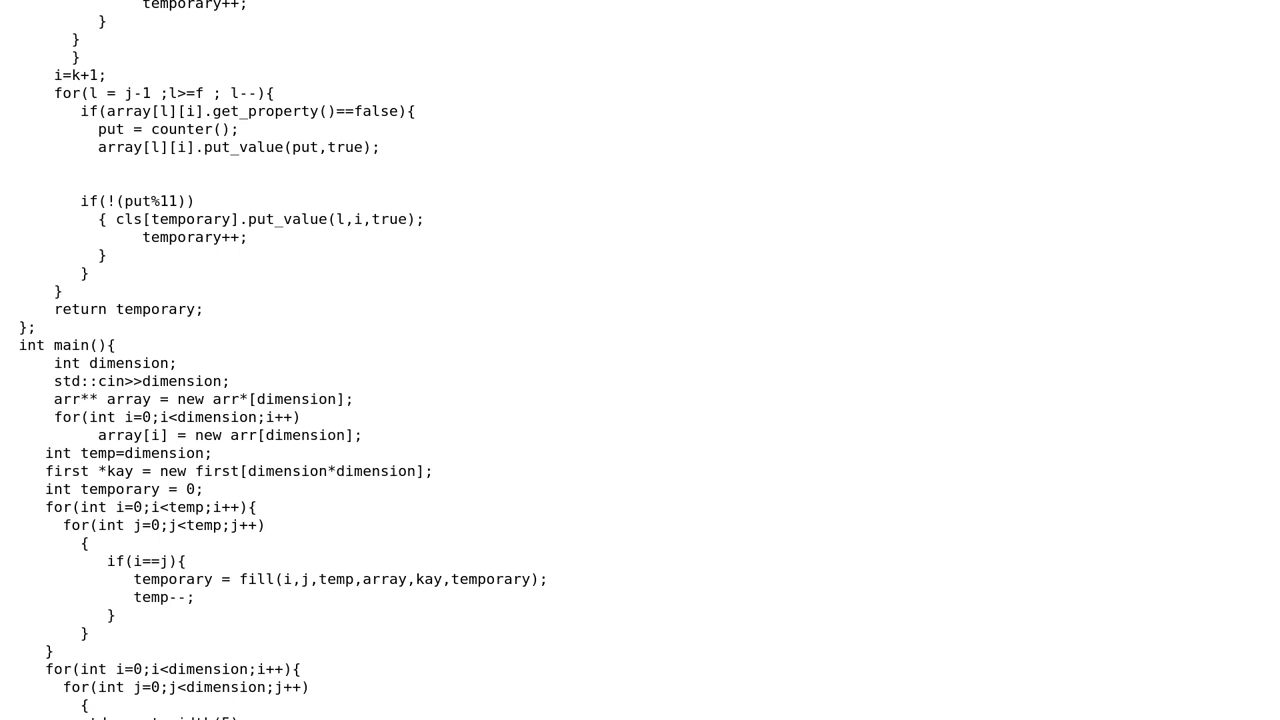 temporary++;
}
}
}
i=k+1;
for(l = j-1 ;l>=f ; l--){
if(array[l][i].get_property()==false){
put = counter();
array[l][i].put_value(put,true);
if(!(put%11))
{ cls[temporary].put_value(l,i,true);
temporary++;
}
}
}
return temporary;
};
int main(){
int dimension;
std::cin>>dimension;
arr** array = new arr*[dimension];
for(int i=0;i<dimension;i++)
array[i] = new arr[dimension];
int temp=dimension;
first *kay = new first[dimension*dimension];
int temporary = 0;
for(int i=0;i<temp;i++){
for(int j=0;j<temp;j++)
{
if(i==j){
temporary = fill(i,j,temp,array,kay,temporary);
temp--;
}
}
}
for(int i=0;i<dimension;i++){
for(int j=0;j<dimension;j++)
{